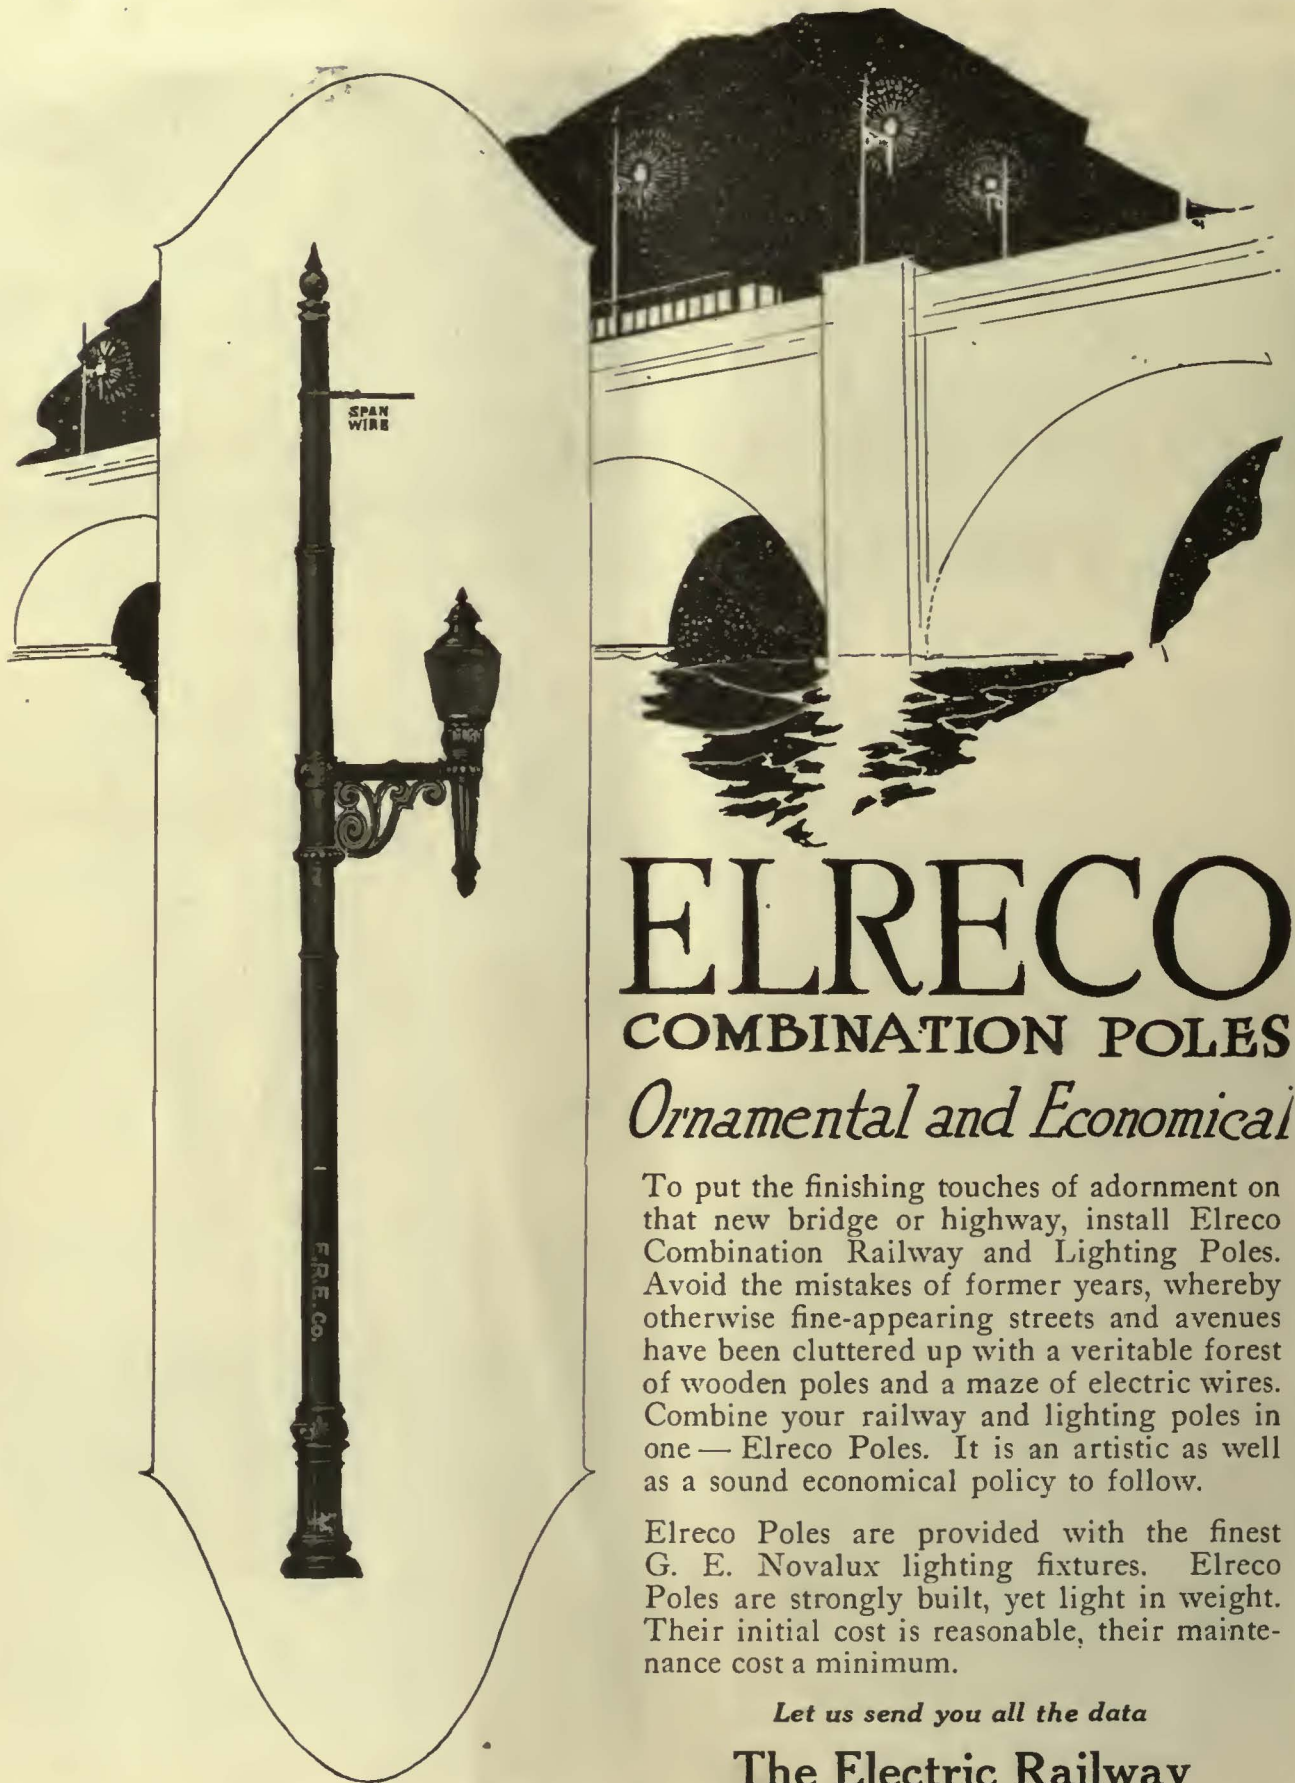 SPAN
WIRE
E.R.E.Co.
ELRECO
COMBINATION POLES
Ornamental and Economical
To put the finishing touches of adornment on
that new bridge or highway, install Elreco
Combination Railway and Lighting Poles.
Avoid the mistakes of former years, whereby
otherwise fine-appearing streets and avenues
have been cluttered up with a veritable forest
of wooden poles and a maze of electric wires.
Combine your railway and lighting poles in
one — Elreco Poles. It is an artistic as well
as a sound economical policy to follow.
Elreco Poles are provided with the finest
G. E. Novalux lighting fixtures. Elreco
Poles are strongly built, yet light in weight.
Their initial cost is reasonable, their mainte-
nance cost a minimum.
Let us send you all the data
The Electric Railway